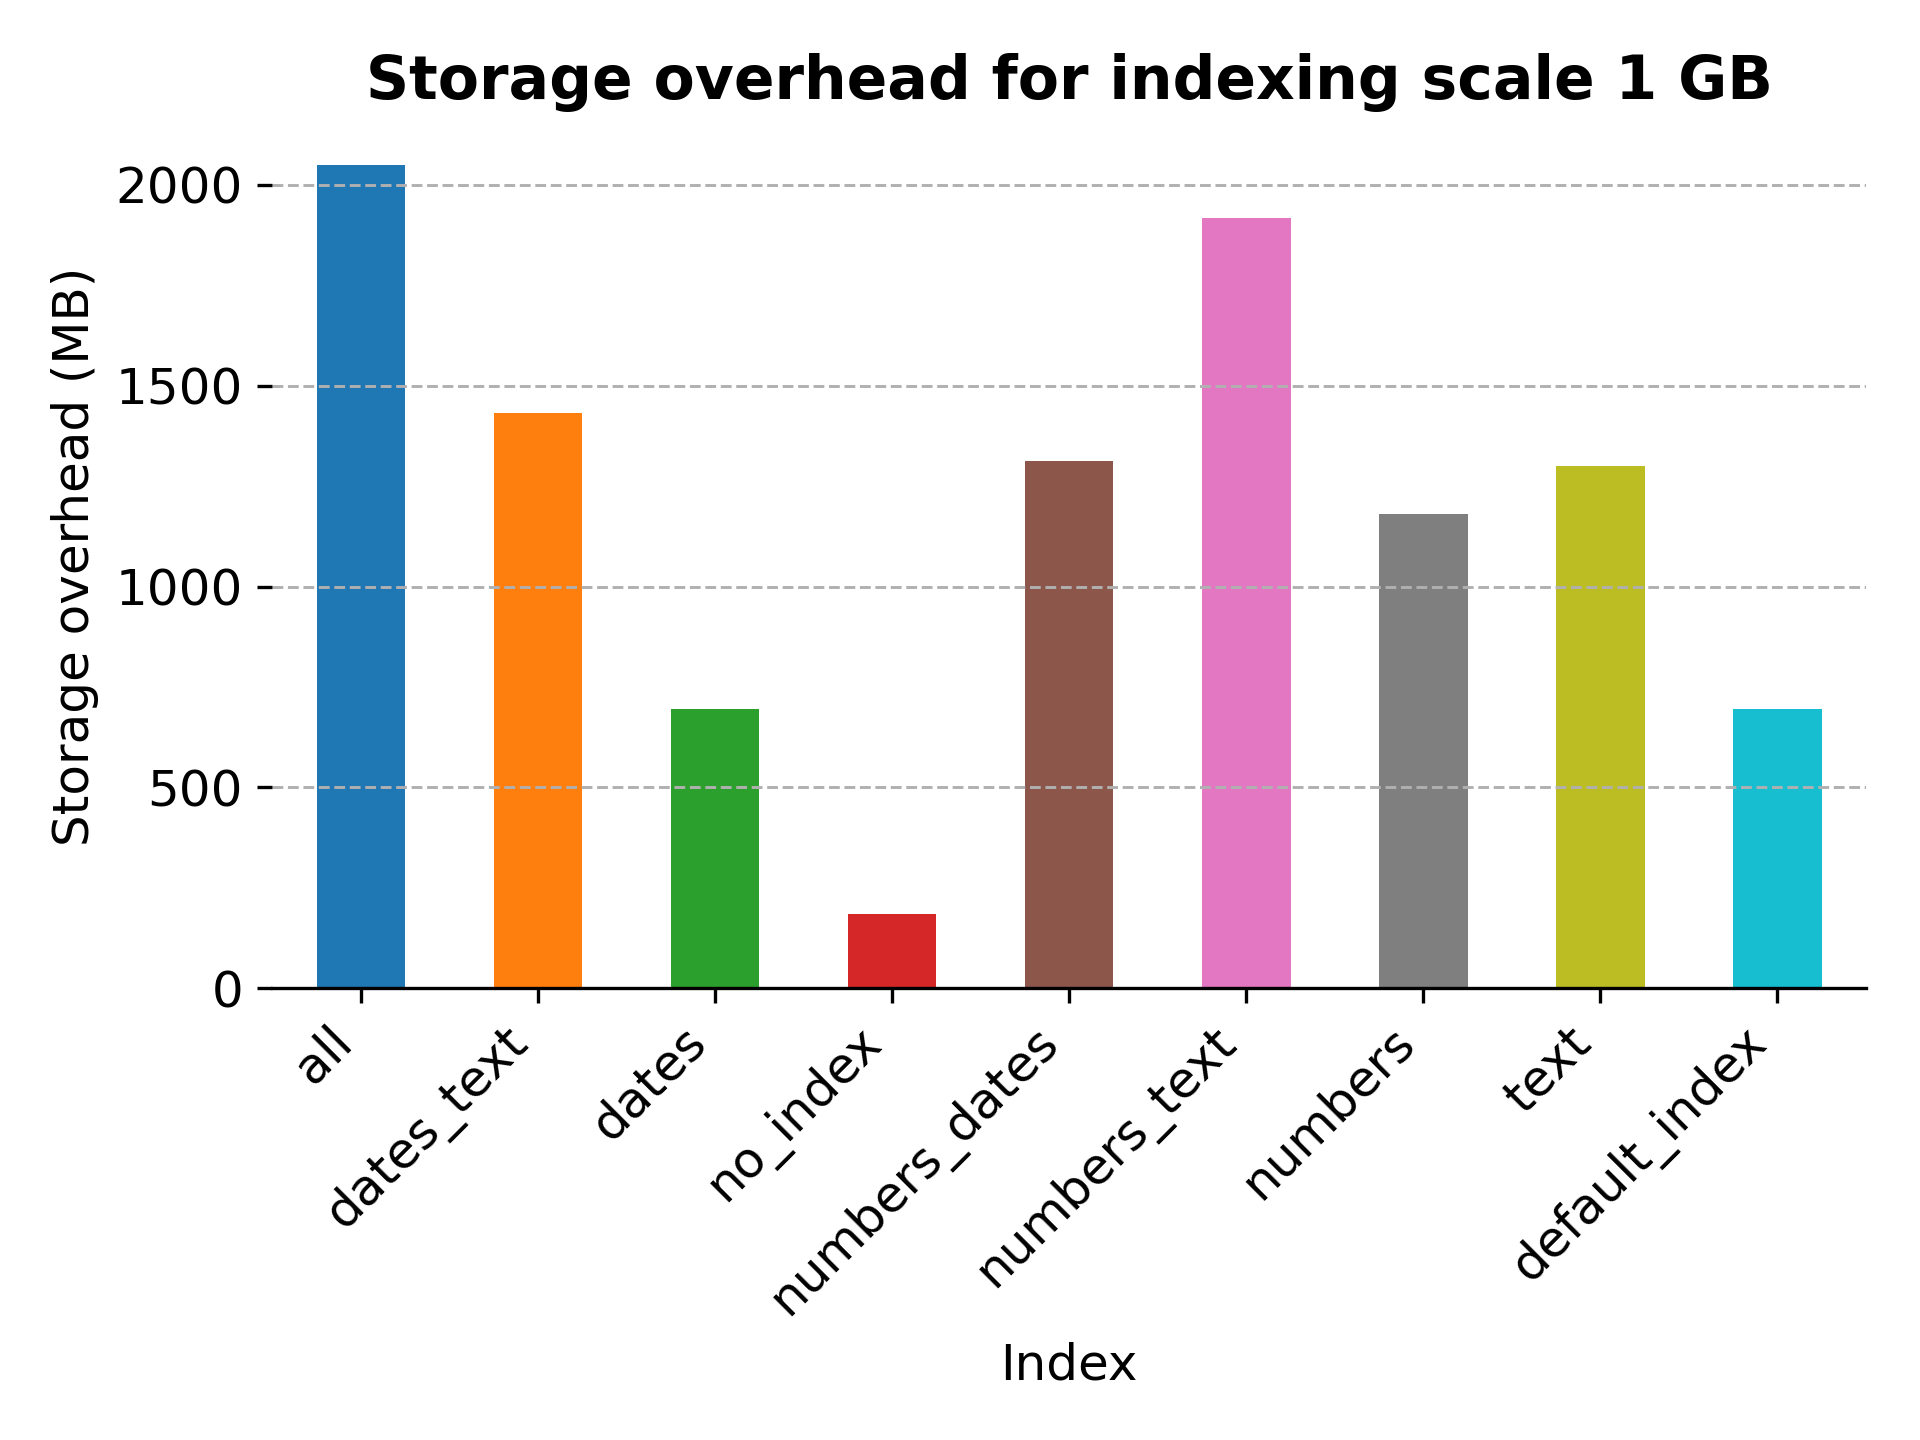 Storage overhead for indexing scale 1 GB
Storage overhead (MB)
2000
1500
1000
500
0
all
dates_text
dates
no_index
numbers_dates
numbers_text
numbers
text
default_index
Index